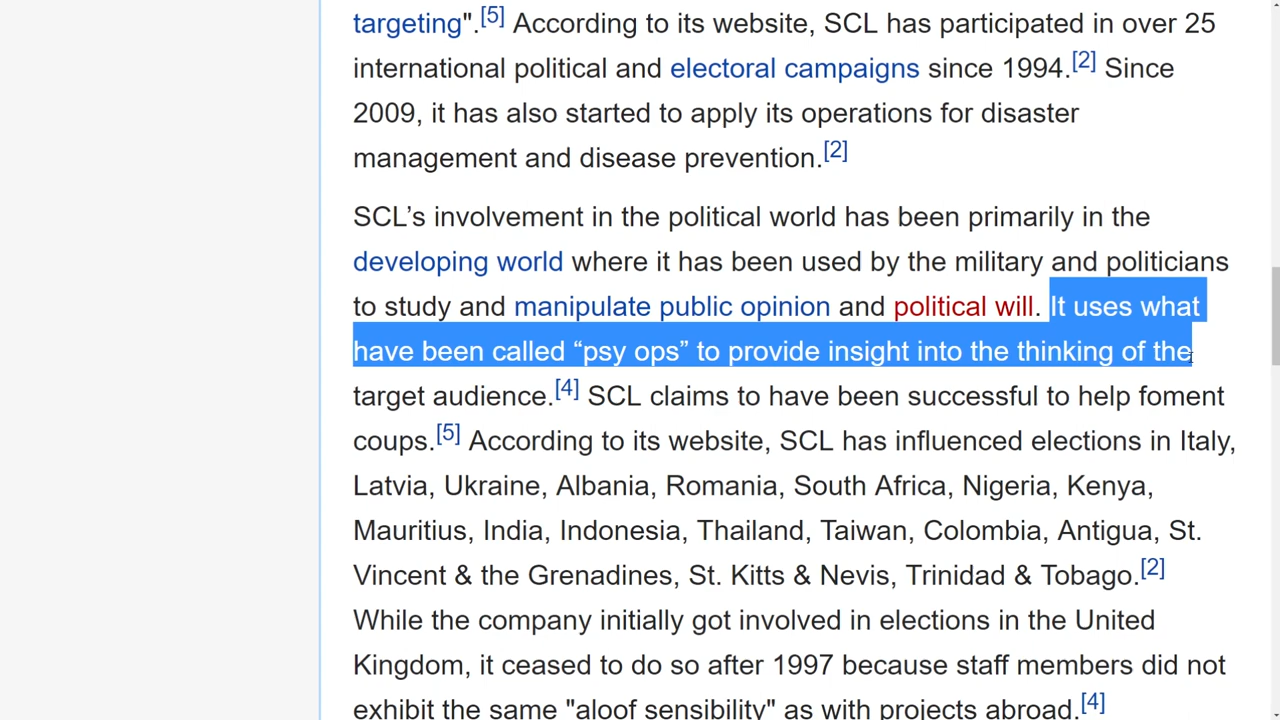 targeting".[5] According to its website, SCL has participated in over 25
international political and electoral campaigns since 1994.[2] Since
2009, it has also started to apply its operations for disaster
management and disease prevention.[2]
SCL’s involvement in the political world has been primarily in the
developing world where it has been used by the military and politicians
to study and manipulate public opinion and political will. It uses what
have been called “psy ops” to provide insight into the thinking of the
target audience.[4] SCL claims to have been successful to help foment
coups.[5] According to its website, SCL has influenced elections in Italy,
Latvia, Ukraine, Albania, Romania, South Africa, Nigeria, Kenya,
Mauritius, India, Indonesia, Thailand, Taiwan, Colombia, Antigua, St.
Vincent & the Grenadines, St. Kitts & Nevis, Trinidad & Tobago.[2]
While the company initially got involved in elections in the United
Kingdom, it ceased to do so after 1997 because staff members did not
exhibit the same "aloof sensibility" as with projects abroad.[4]